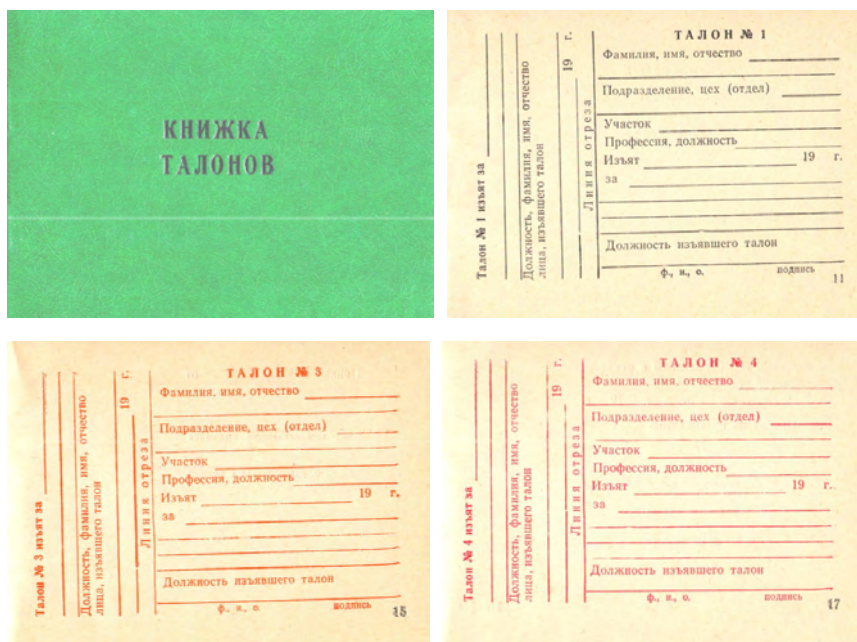 КНИЖКА
ТАЛОНОВ
Талон № 1 изъят за
Должность, фамилия, имя, отчество
лица, изъявшего талон
19 г.
Линия отреза
ТАЛОН № 1
Фамилия, имя, отчество
Подразделение, цех (отдел)
Участок
Профессия, должность
Изъят 19 г.
за
Должность изъявшего талон
ф., и., о. подпись
11
Талон № 3 изъят за
Должность, фамилия, имя, отчество
лица, изъявшего талон
19 г.
Линия отреза
ТАЛОН № 3
Фамилия, имя, отчество
Подразделение, цех (отдел)
Участок
Профессия, должность
Изъят 19 г.
за
Должность изъявшего талон
ф., и., о. подпись
15
Талон № 4 изъят за
Должность, фамилия, имя, отчество
лица, изъявшего талон
19 г.
Линия отреза
ТАЛОН № 4
Фамилия, имя, отчество
Подразделение, цех (отдел)
Участок
Профессия, должность
Изъят 19 г.
за
Должность изъявшего талон
ф., и., о. подпись
17